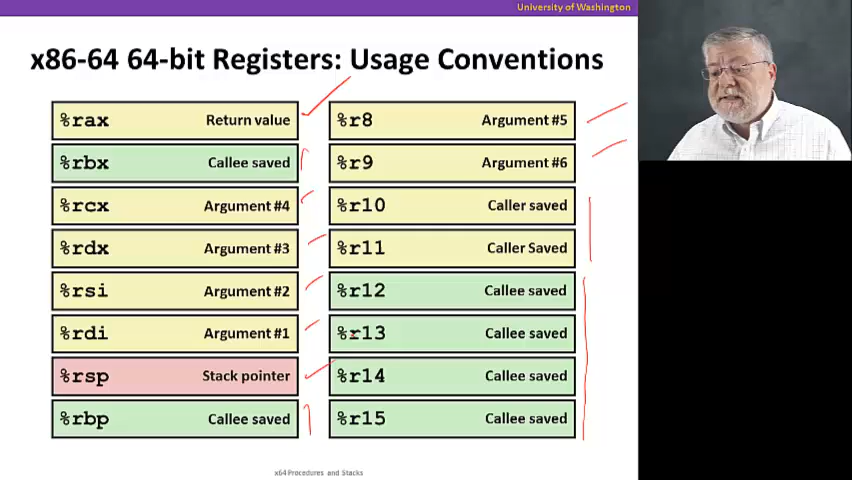 University of Washington
x86-64 64-bit Registers: Usage Conventions
%rax Return value
%rbx Callee saved
%rcx Argument #4
%rdx Argument #3
%rsi Argument #2
%rdi Argument #1
%rsp Stack pointer
%rbp Callee saved
%r8 Argument #5
%r9 Argument #6
%r10 Caller saved
%r11 Caller Saved
%r12 Callee saved
%r13 Callee saved
%r14 Callee saved
%r15 Callee saved
x64 Procedures and Stacks